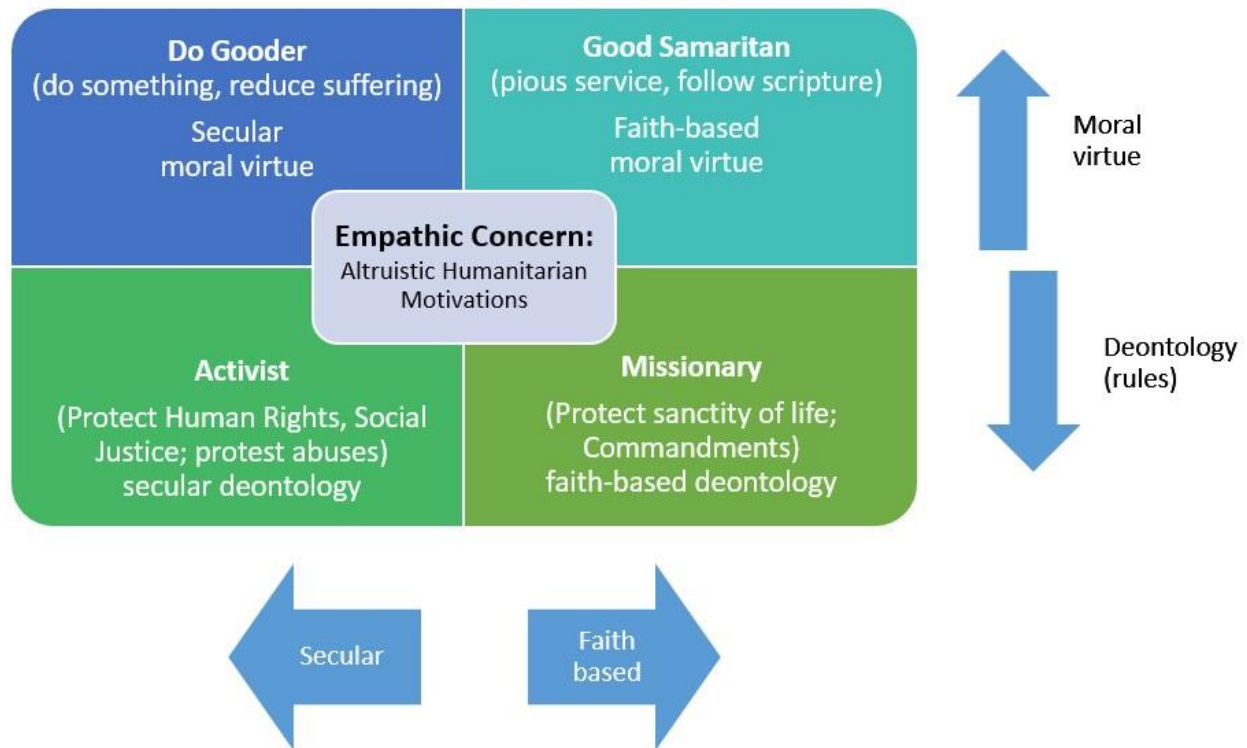 Do Gooder
(do something, reduce suffering)
Secular
moral virtue
Good Samaritan
(pious service, follow scripture)
Faith-based
moral virtue
Empathic Concern:
Altruistic Humanitarian
Motivations
Activist
(Protect Human Rights, Social
Justice; protest abuses)
secular deontology
Missionary
(Protect sanctity of life;
Commandments)
faith-based deontology
Moral
virtue
Deontology
(rules)
Secular
Faith
based